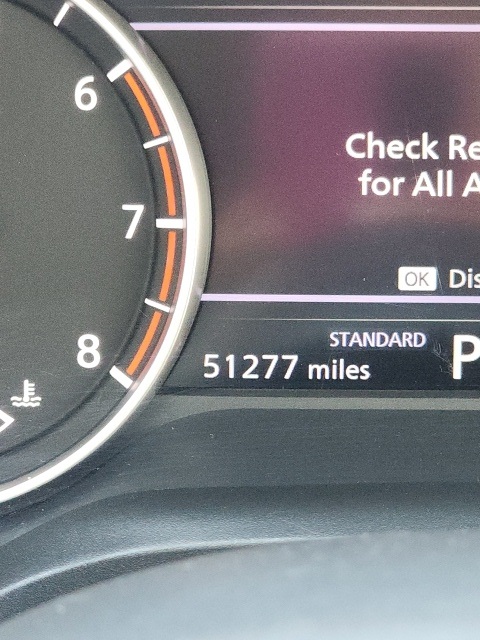 6
7
8
Check Re
for All A
OK Dis
STANDARD
P
51277 miles